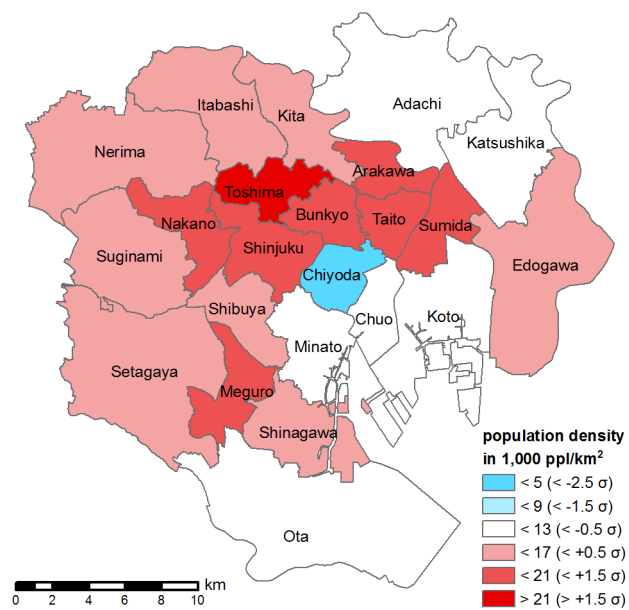 Adachi
Itabashi
Kita
Katsushika
Nerima
Arakawa
Toshima
Bunkyo
Taito
Sumida
Nakano
Shinjuku
Suginami
Chiyoda
Edogawa
Shibuya
Chuo
Koto
Minato
Setagaya
Meguro
Shinagawa
Ota
population density
in 1,000 ppl/km²
< 5 (< -2.5 σ)
< 9 (< -1.5 σ)
< 13 (< -0.5 σ)
< 17 (< +0.5 σ)
< 21 (< +1.5 σ)
> 21 (> +1.5 σ)
km
0 2 4 6 8 10